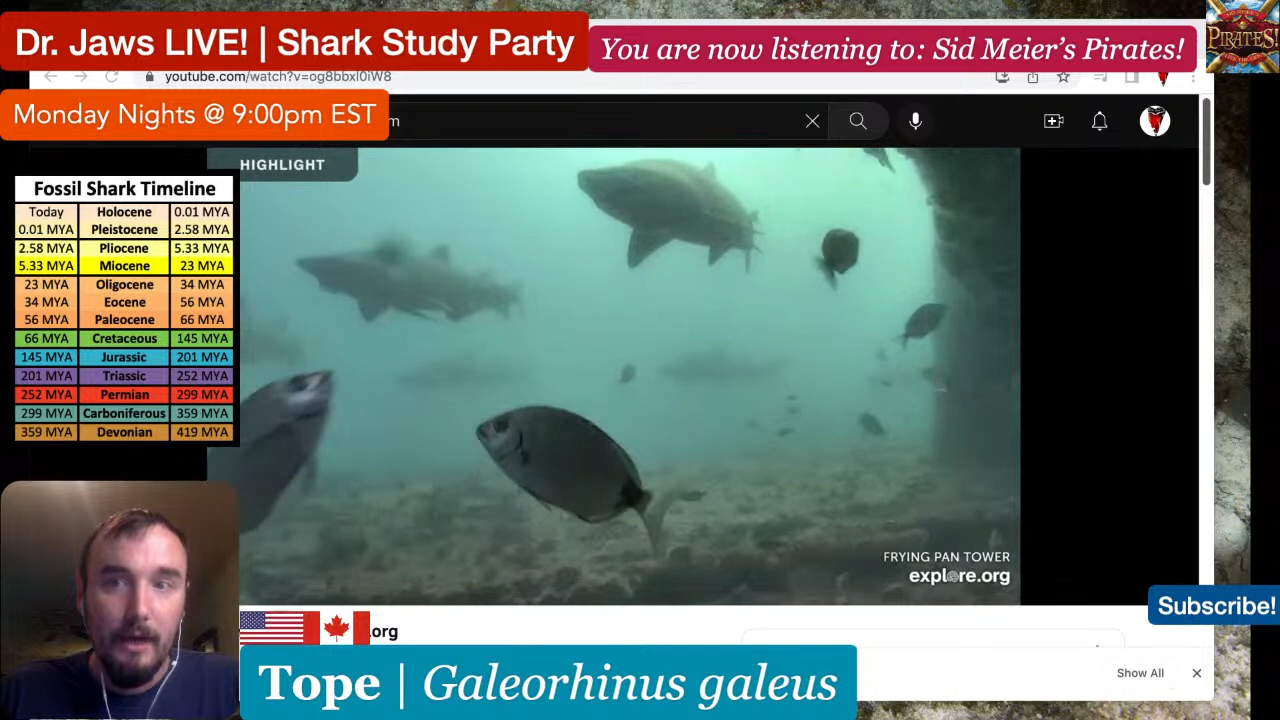 Dr. Jaws LIVE! | Shark Study Party
You are now listening to: Sid Meier's Pirates!
PIRATES!
youtube.com/watch?v=og8bbxl0iW8
Monday Nights @ 9:00pm EST
m
HIGHLIGHT
Fossil Shark Timeline
Today Holocene 0.01 MYA
0.01 MYA Pleistocene 2.58 MYA
2.58 MYA Pliocene 5.33 MYA
5.33 MYA Miocene 23 MYA
23 MYA Oligocene 34 MYA
34 MYA Eocene 56 MYA
56 MYA Paleocene 66 MYA
66 MYA Cretaceous 145 MYA
145 MYA Jurassic 201 MYA
201 MYA Triassic 252 MYA
252 MYA Permian 299 MYA
299 MYA Carboniferous 359 MYA
359 MYA Devonian 419 MYA
FRYING PAN TOWER
explore.org
Subscribe!
.org
Show All
Tope | Galeorhinus galeus